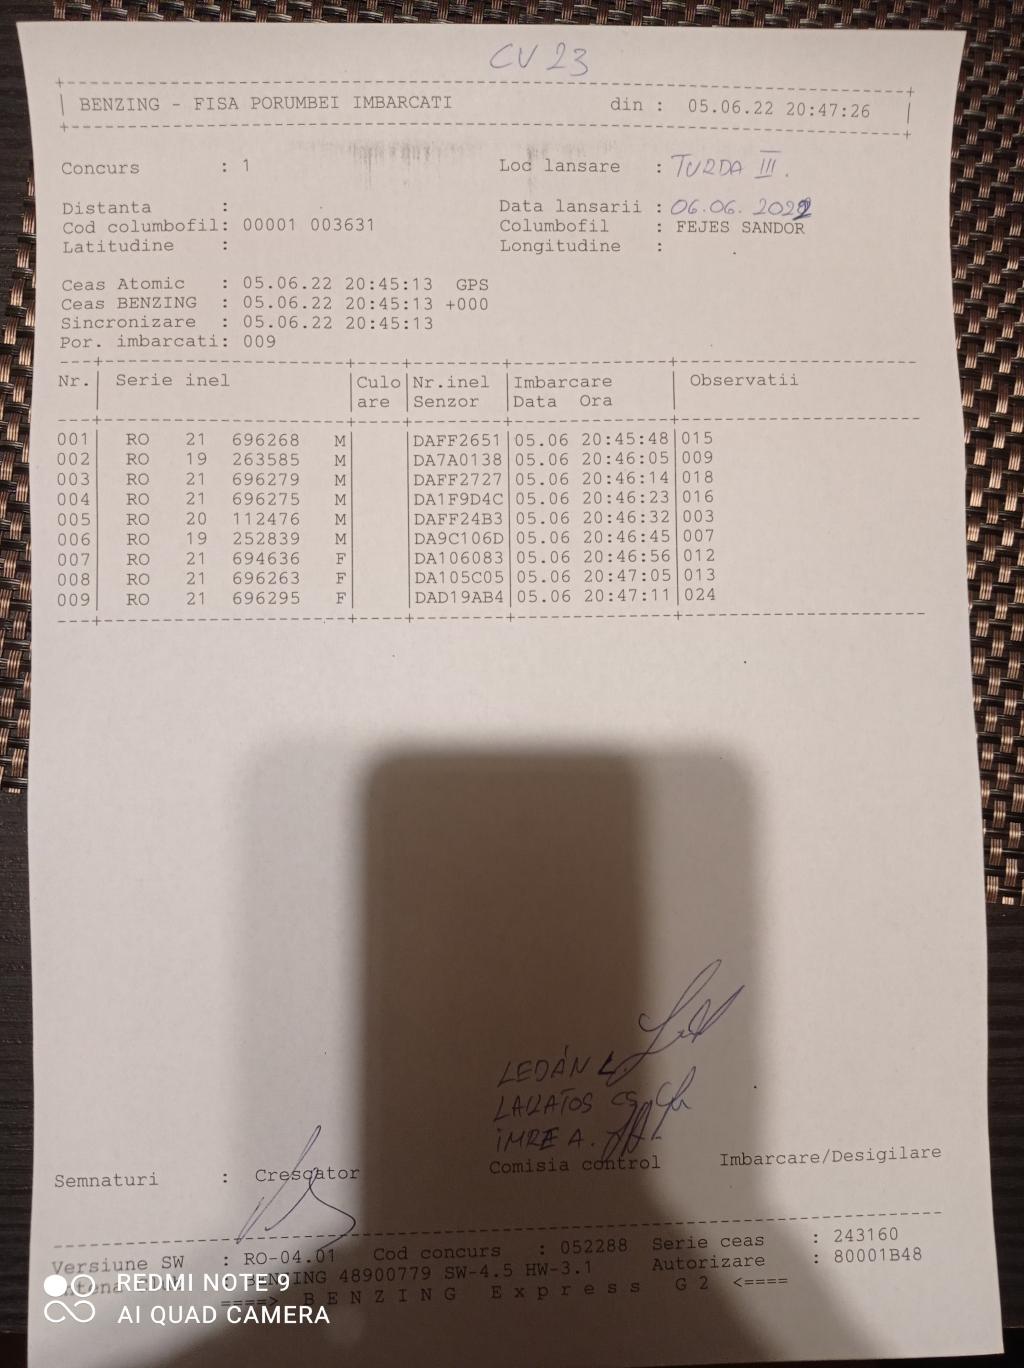 CV 23
BENZING - FISA PORUMBEI IMBARCATI din : 05.06.22 20:47:26
Concurs : 1 Loc lansare : TURDA III.
Distanta : Data lansarii : 06.06.2022
Cod columbofil: 00001 003631 Columbofil : FEJES SANDOR
Latitudine : Longitudine :
Ceas Atomic : 05.06.22 20:45:13 GPS
Ceas BENZING : 05.06.22 20:45:13 +000
Sincronizare : 05.06.22 20:45:13
Por. imbarcati: 009
Nr. Serie inel Culo Nr.inel Imbarcare Observatii
are Senzor Data Ora
001 RO 21 696268 M DAFF2651 05.06 20:45:48 015
002 RO 19 263585 M DA7A0138 05.06 20:46:05 009
003 RO 21 696279 M DAFF2727 05.06 20:46:14 018
004 RO 21 696275 M DA1F9D4C 05.06 20:46:23 016
005 RO 20 112476 M DAFF24B3 05.06 20:46:32 003
006 RO 19 252839 M DA9C106D 05.06 20:46:45 007
007 RO 21 694636 F DA106083 05.06 20:46:56 012
008 RO 21 696263 F DA105C05 05.06 20:47:05 013
009 RO 21 696295 F DAD19AB4 05.06 20:47:11 024
LEDÁN L.
LAKATOS CS
IMRE A.
Semnaturi : Crescator Comisia control Imbarcare/Desigilare
Versiune SW : RO-04.01 Cod concurs : 052288 Serie ceas : 243160
BENZING 48900779 SW-4.5 HW-3.1 Autorizare : 80001B48
====> BENZING Express G2 <====
REDMI NOTE 9
AI QUAD CAMERA